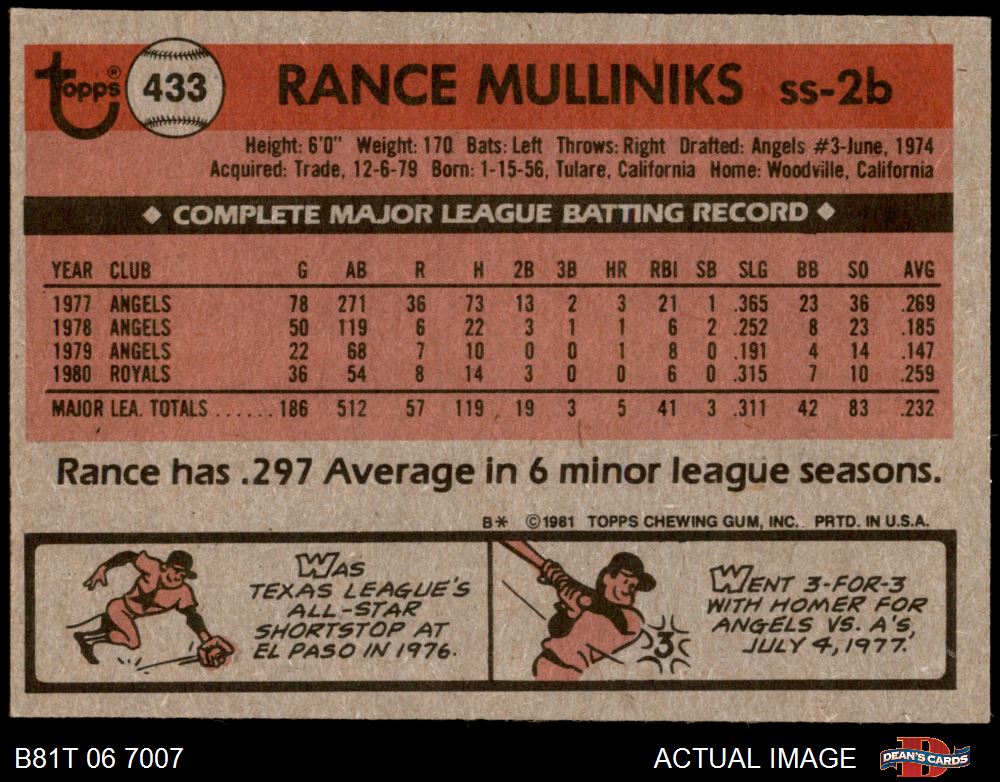 topps® 433 RANCE MULLINIKS ss-2b
Height: 6'0" Weight: 170 Bats: Left Throws: Right Drafted: Angels #3-June, 1974
Acquired: Trade, 12-6-79 Born: 1-15-56, Tulare, California Home: Woodville, California
◆ COMPLETE MAJOR LEAGUE BATTING RECORD ◆
YEAR CLUB G AB R H 2B 3B HR RBI SB SLG BB SO AVG
1977 ANGELS 78 271 36 73 13 2 3 21 1 .365 23 36 .269
1978 ANGELS 50 119 6 22 3 1 1 6 2 .252 8 23 .185
1979 ANGELS 22 68 7 10 0 0 1 8 0 .191 4 14 .147
1980 ROYALS 36 54 8 14 3 0 0 6 0 .315 7 10 .259
MAJOR LEA. TOTALS ...... 186 512 57 119 19 3 5 41 3 .311 42 83 .232
Rance has .297 Average in 6 minor league seasons.
B* ©1981 TOPPS CHEWING GUM, INC. PRTD. IN U.S.A.
WAS
TEXAS LEAGUE'S
ALL-STAR
SHORTSTOP AT
EL PASO IN 1976.
3
WENT 3-FOR-3
WITH HOMER FOR
ANGELS VS. A'S,
JULY 4, 1977.
B81T 06 7007 ACTUAL IMAGE DEAN'S CARDS